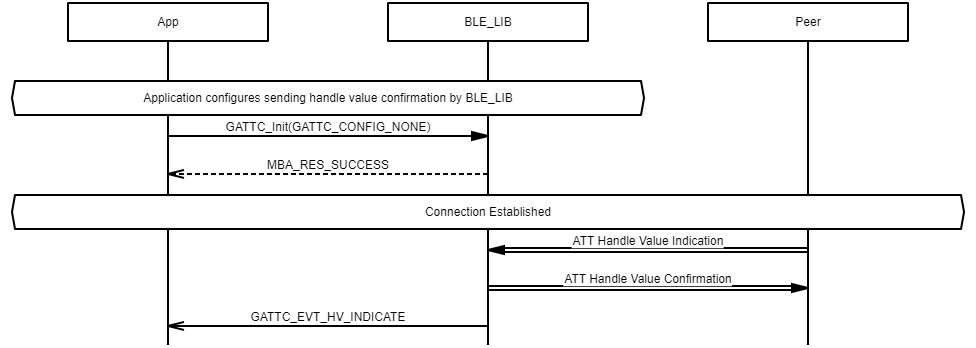 App
BLE_LIB
Peer
Application configures sending handle value confirmation by BLE_LIB
GATTC_Init(GATTC_CONFIG_NONE)
MBA_RES_SUCCESS
Connection Established
ATT Handle Value Indication
ATT Handle Value Confirmation
GATTC_EVT_HV_INDICATE